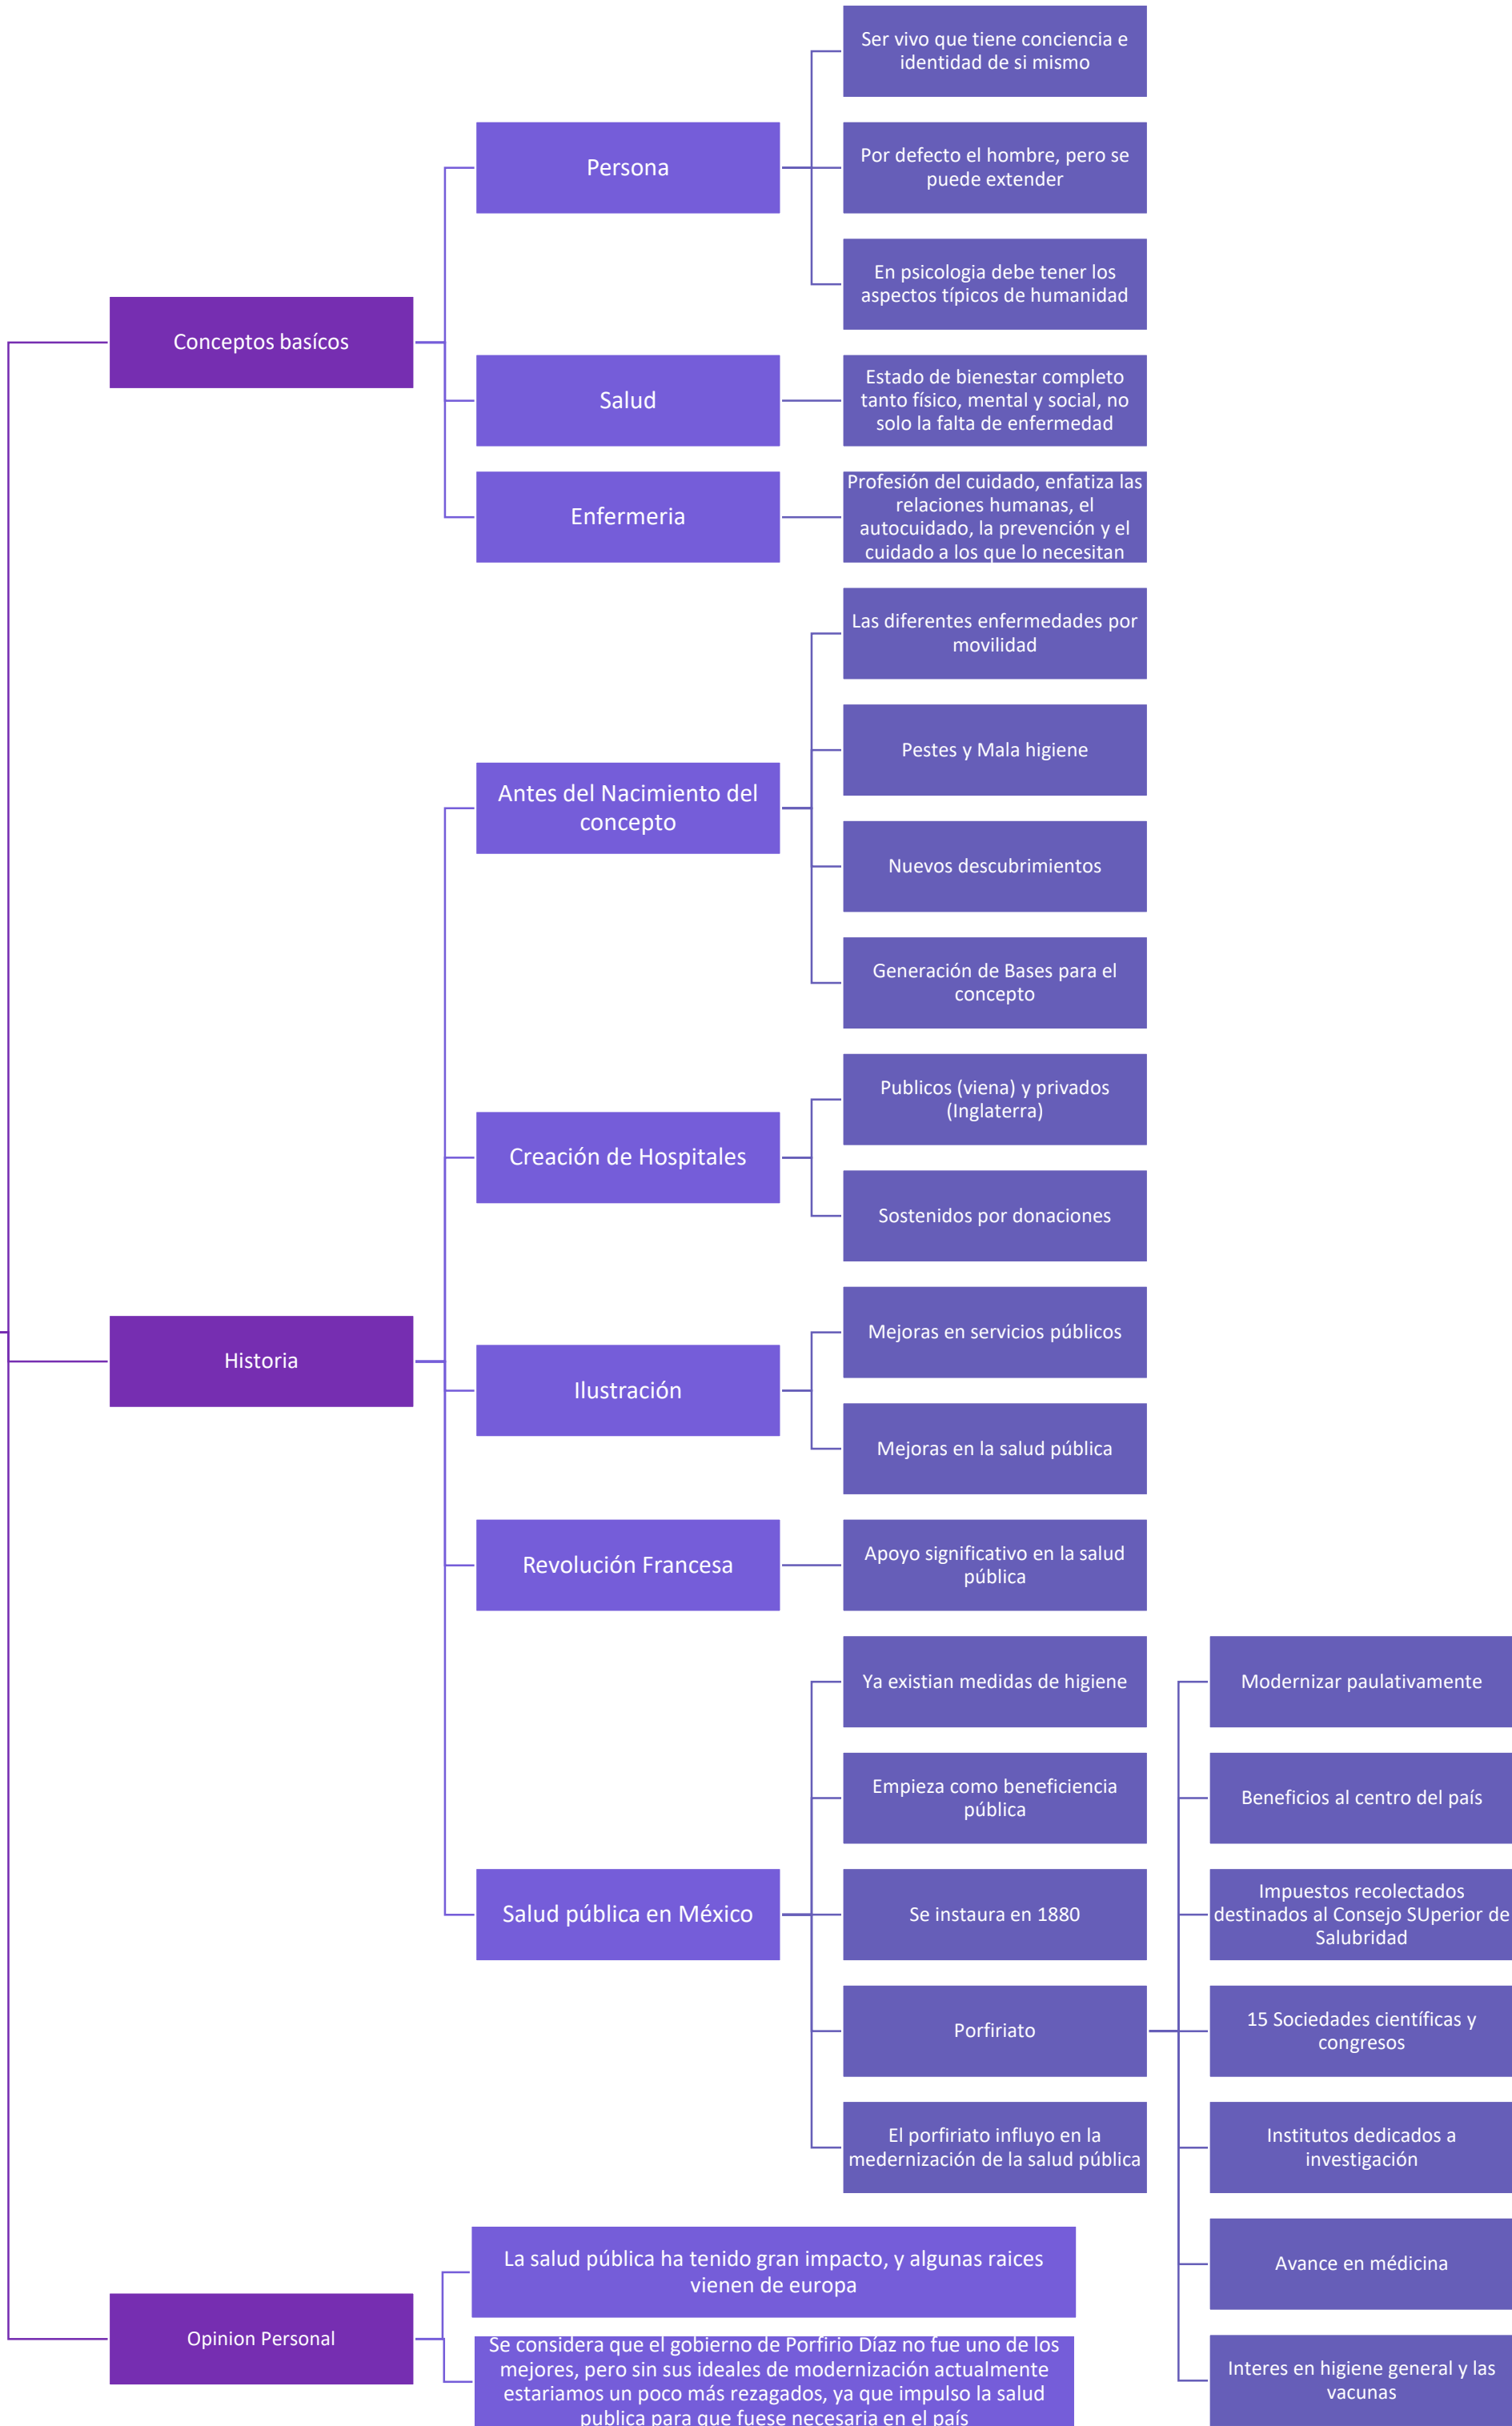 Conceptos basícos
Persona
Ser vivo que tiene conciencia e
identidad de si mismo
Por defecto el hombre, pero se
puede extender
En psicologia debe tener los
aspectos típicos de humanidad
Salud
Estado de bienestar completo
tanto físico, mental y social, no
solo la falta de enfermedad
Enfermeria
Profesión del cuidado, enfatiza las
relaciones humanas, el
autocuidado, la prevención y el
cuidado a los que lo necesitan
Historia
Antes del Nacimiento del
concepto
Las diferentes enfermedades por
movilidad
Pestes y Mala higiene
Nuevos descubrimientos
Generación de Bases para el
concepto
Creación de Hospitales
Publicos (viena) y privados
(Inglaterra)
Sostenidos por donaciones
Ilustración
Mejoras en servicios públicos
Mejoras en la salud pública
Revolución Francesa
Apoyo significativo en la salud
pública
Salud pública en México
Ya existian medidas de higiene
Empieza como beneficiencia
pública
Se instaura en 1880
Porfiriato
Modernizar paulativamente
Beneficios al centro del país
Impuestos recolectados
destinados al Consejo SUperior de
Salubridad
15 Sociedades científicas y
congresos
Institutos dedicados a
investigación
Avance en médicina
Interes en higiene general y las
vacunas
El porfiriato influyo en la
medernización de la salud pública
Opinion Personal
La salud pública ha tenido gran impacto, y algunas raices
vienen de europa
Se considera que el gobierno de Porfirio Díaz no fue uno de los
mejores, pero sin sus ideales de modernización actualmente
estariamos un poco más rezagados, ya que impulso la salud
publica para que fuese necesaria en el país